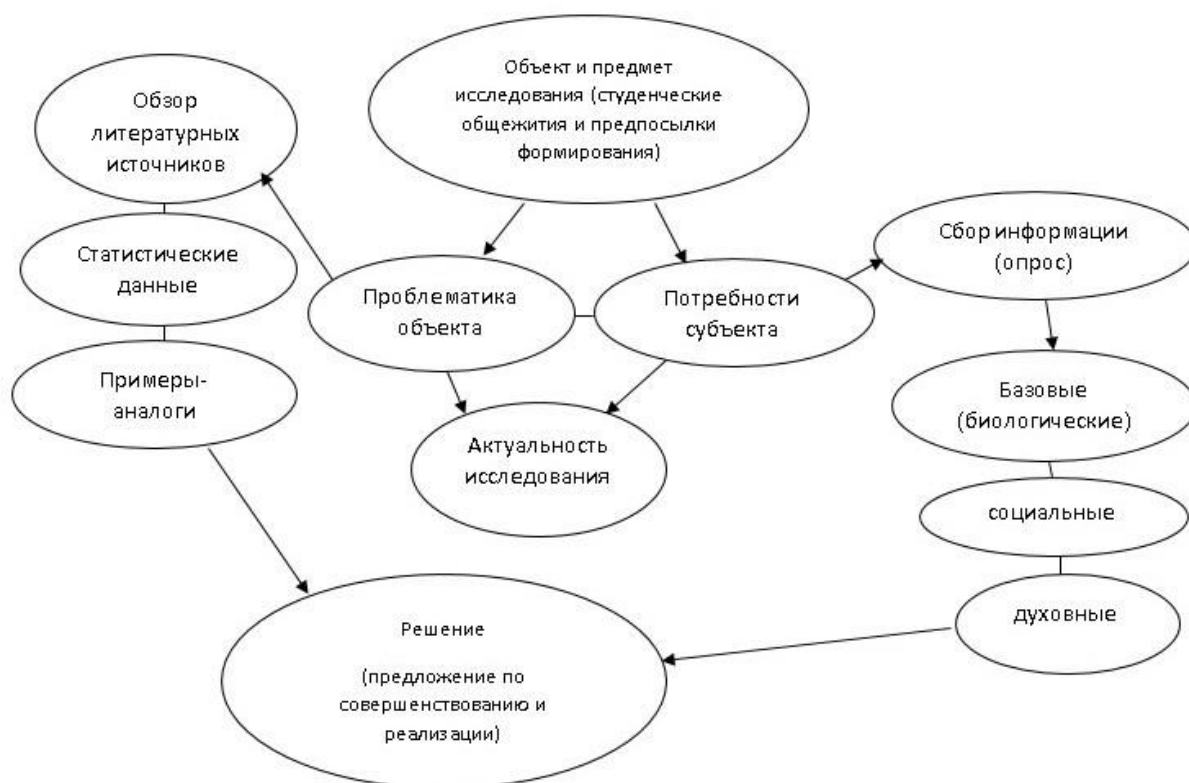 Объект и предмет
исследования (студенческие
общежития и предпосылки
формирования)
Обзор
литературных
источников
Статистические
данные
Примеры-
аналоги
Проблематика
объекта
Потребности
субъекта
Сбор информации
(опрос)
Базовые
(биологические)
Актуальность
исследования
социальные
духовные
Решение
(предложение по
совершенствованию и
реализации)